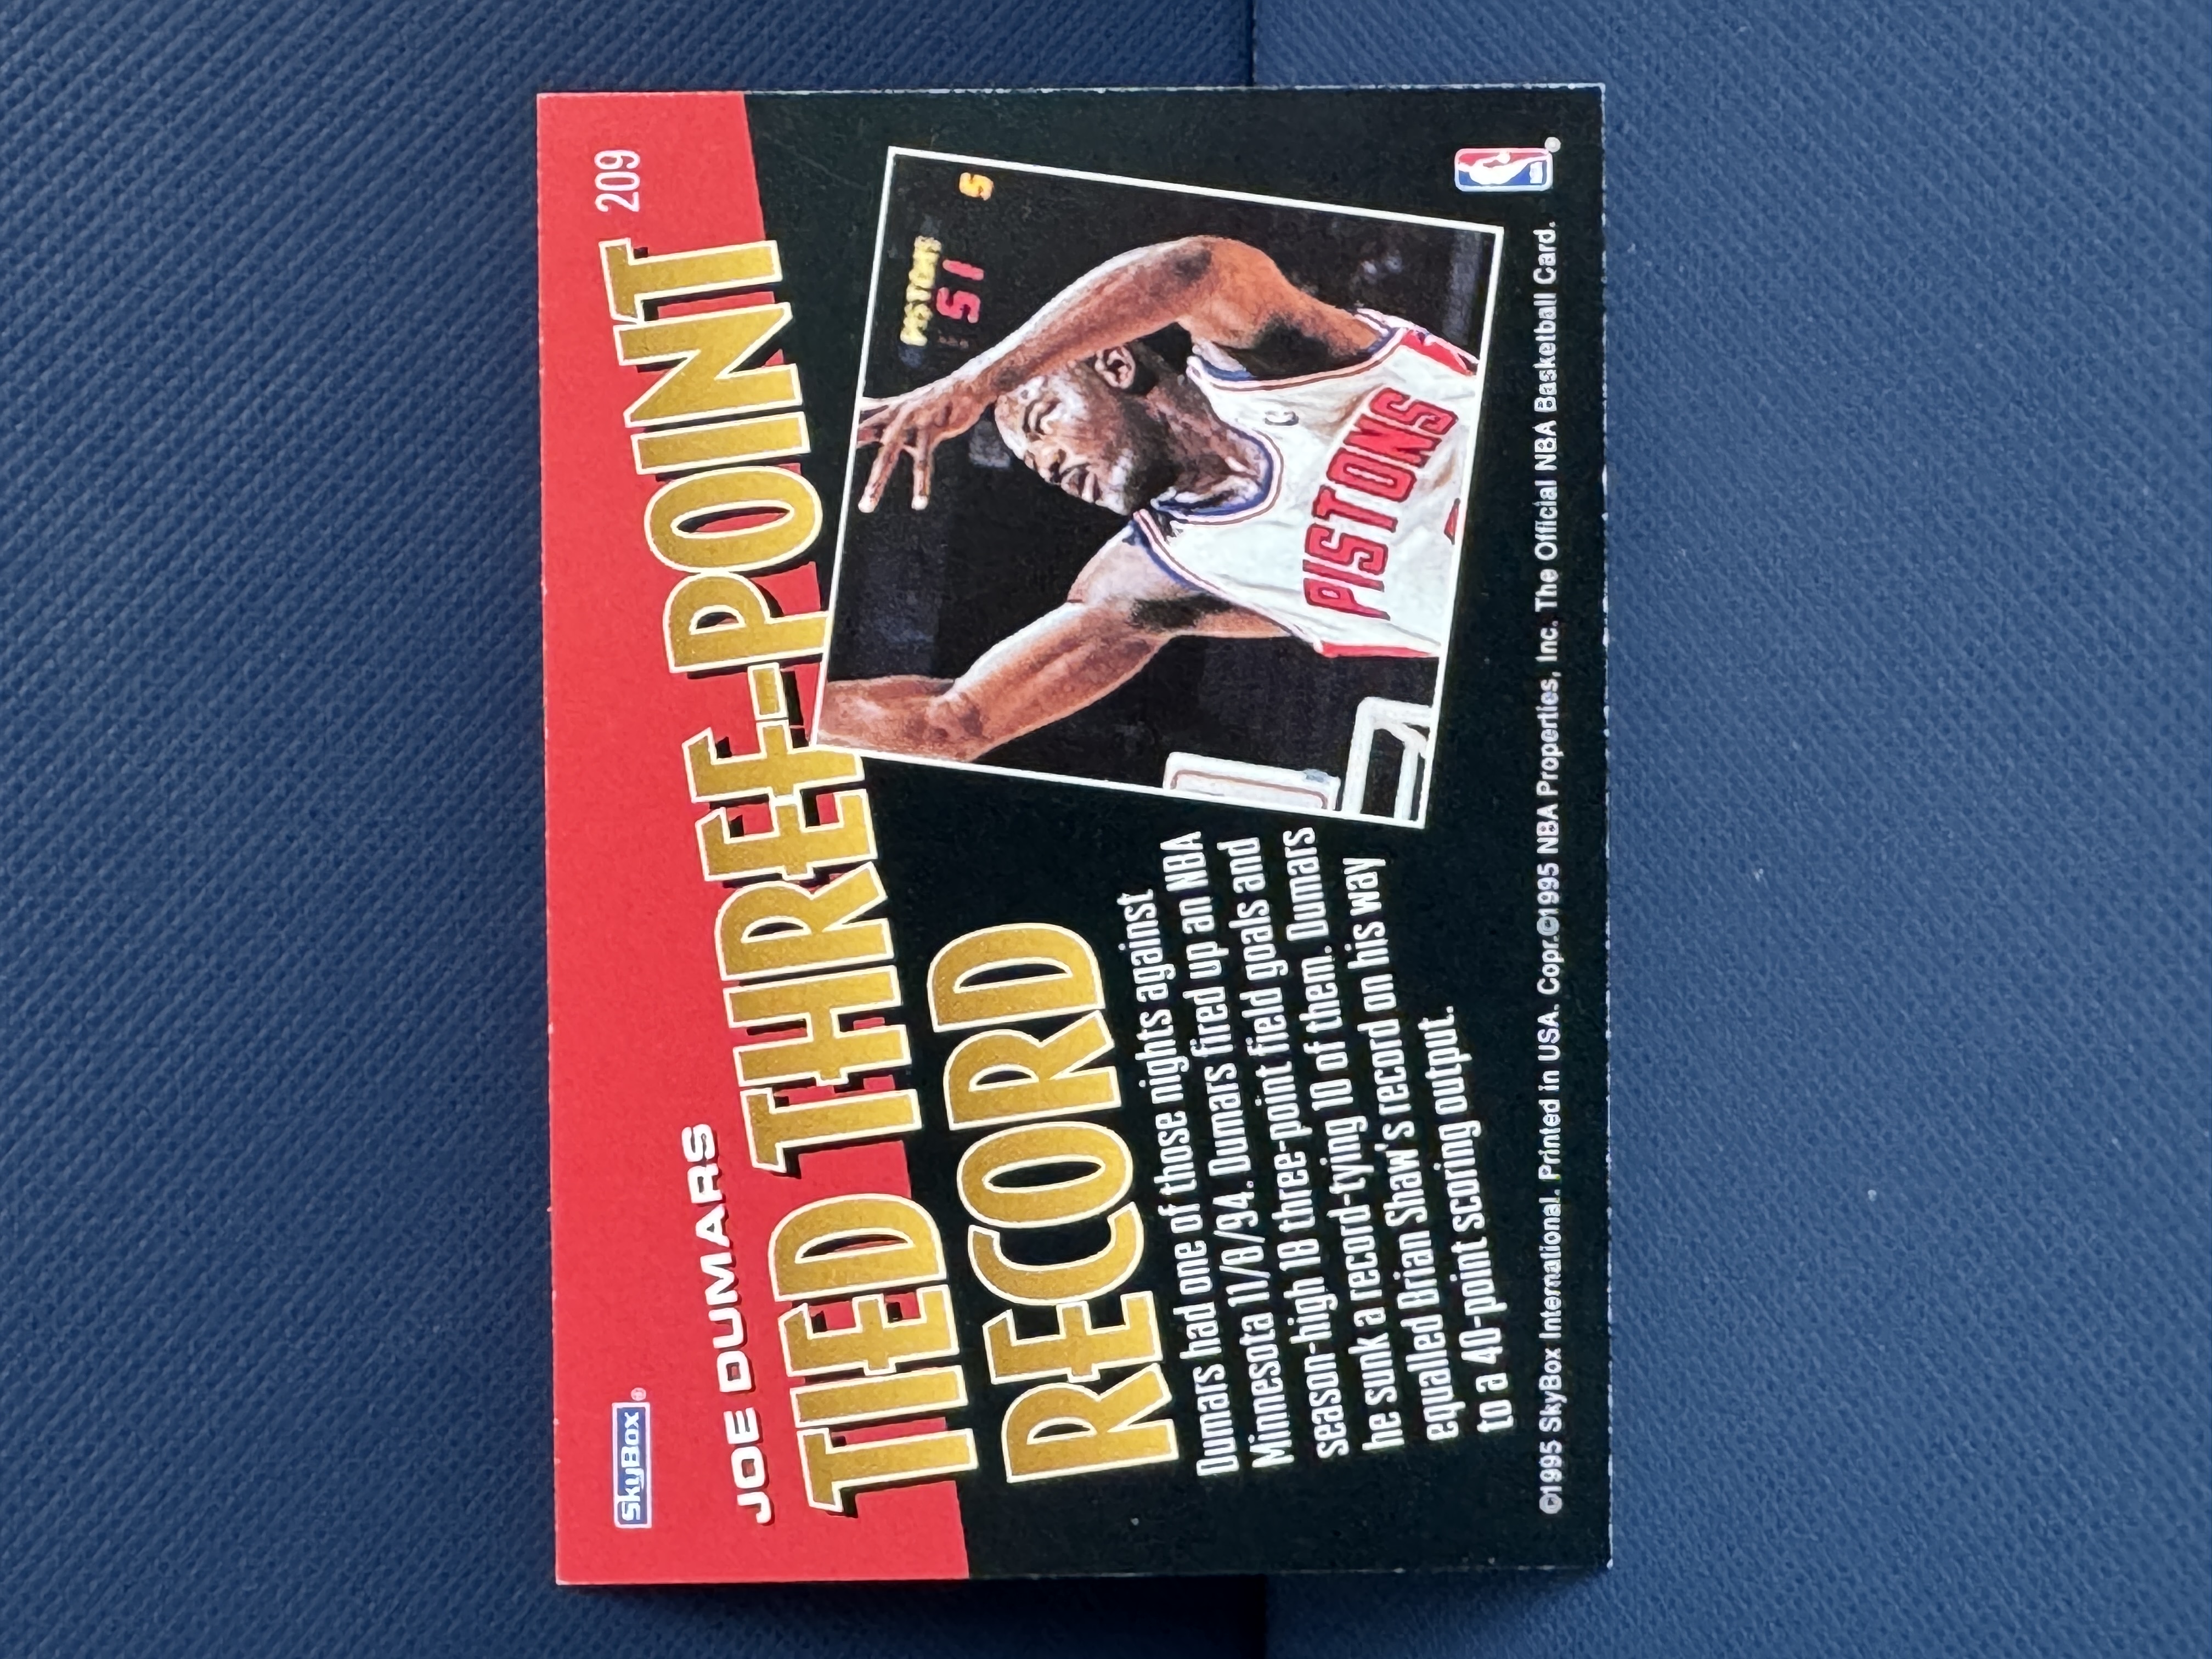 SkyBox®
209
JOE DUMARS
TIED THREE-POINT
RECORD
Dumars had one of those nights against
Minnesota 11/8/94. Dumars fired up an NBA
season-high 18 three-point field goals and
he sunk a record-tying 10 of them. Dumars
equalled Brian Shaw's record on his way
to a 40-point scoring output.
PISTONS
51
5
C
PISTONS
©1995 SkyBox International. Printed in USA. Copr.©1995 NBA Properties, Inc. The Official NBA Basketball Card.